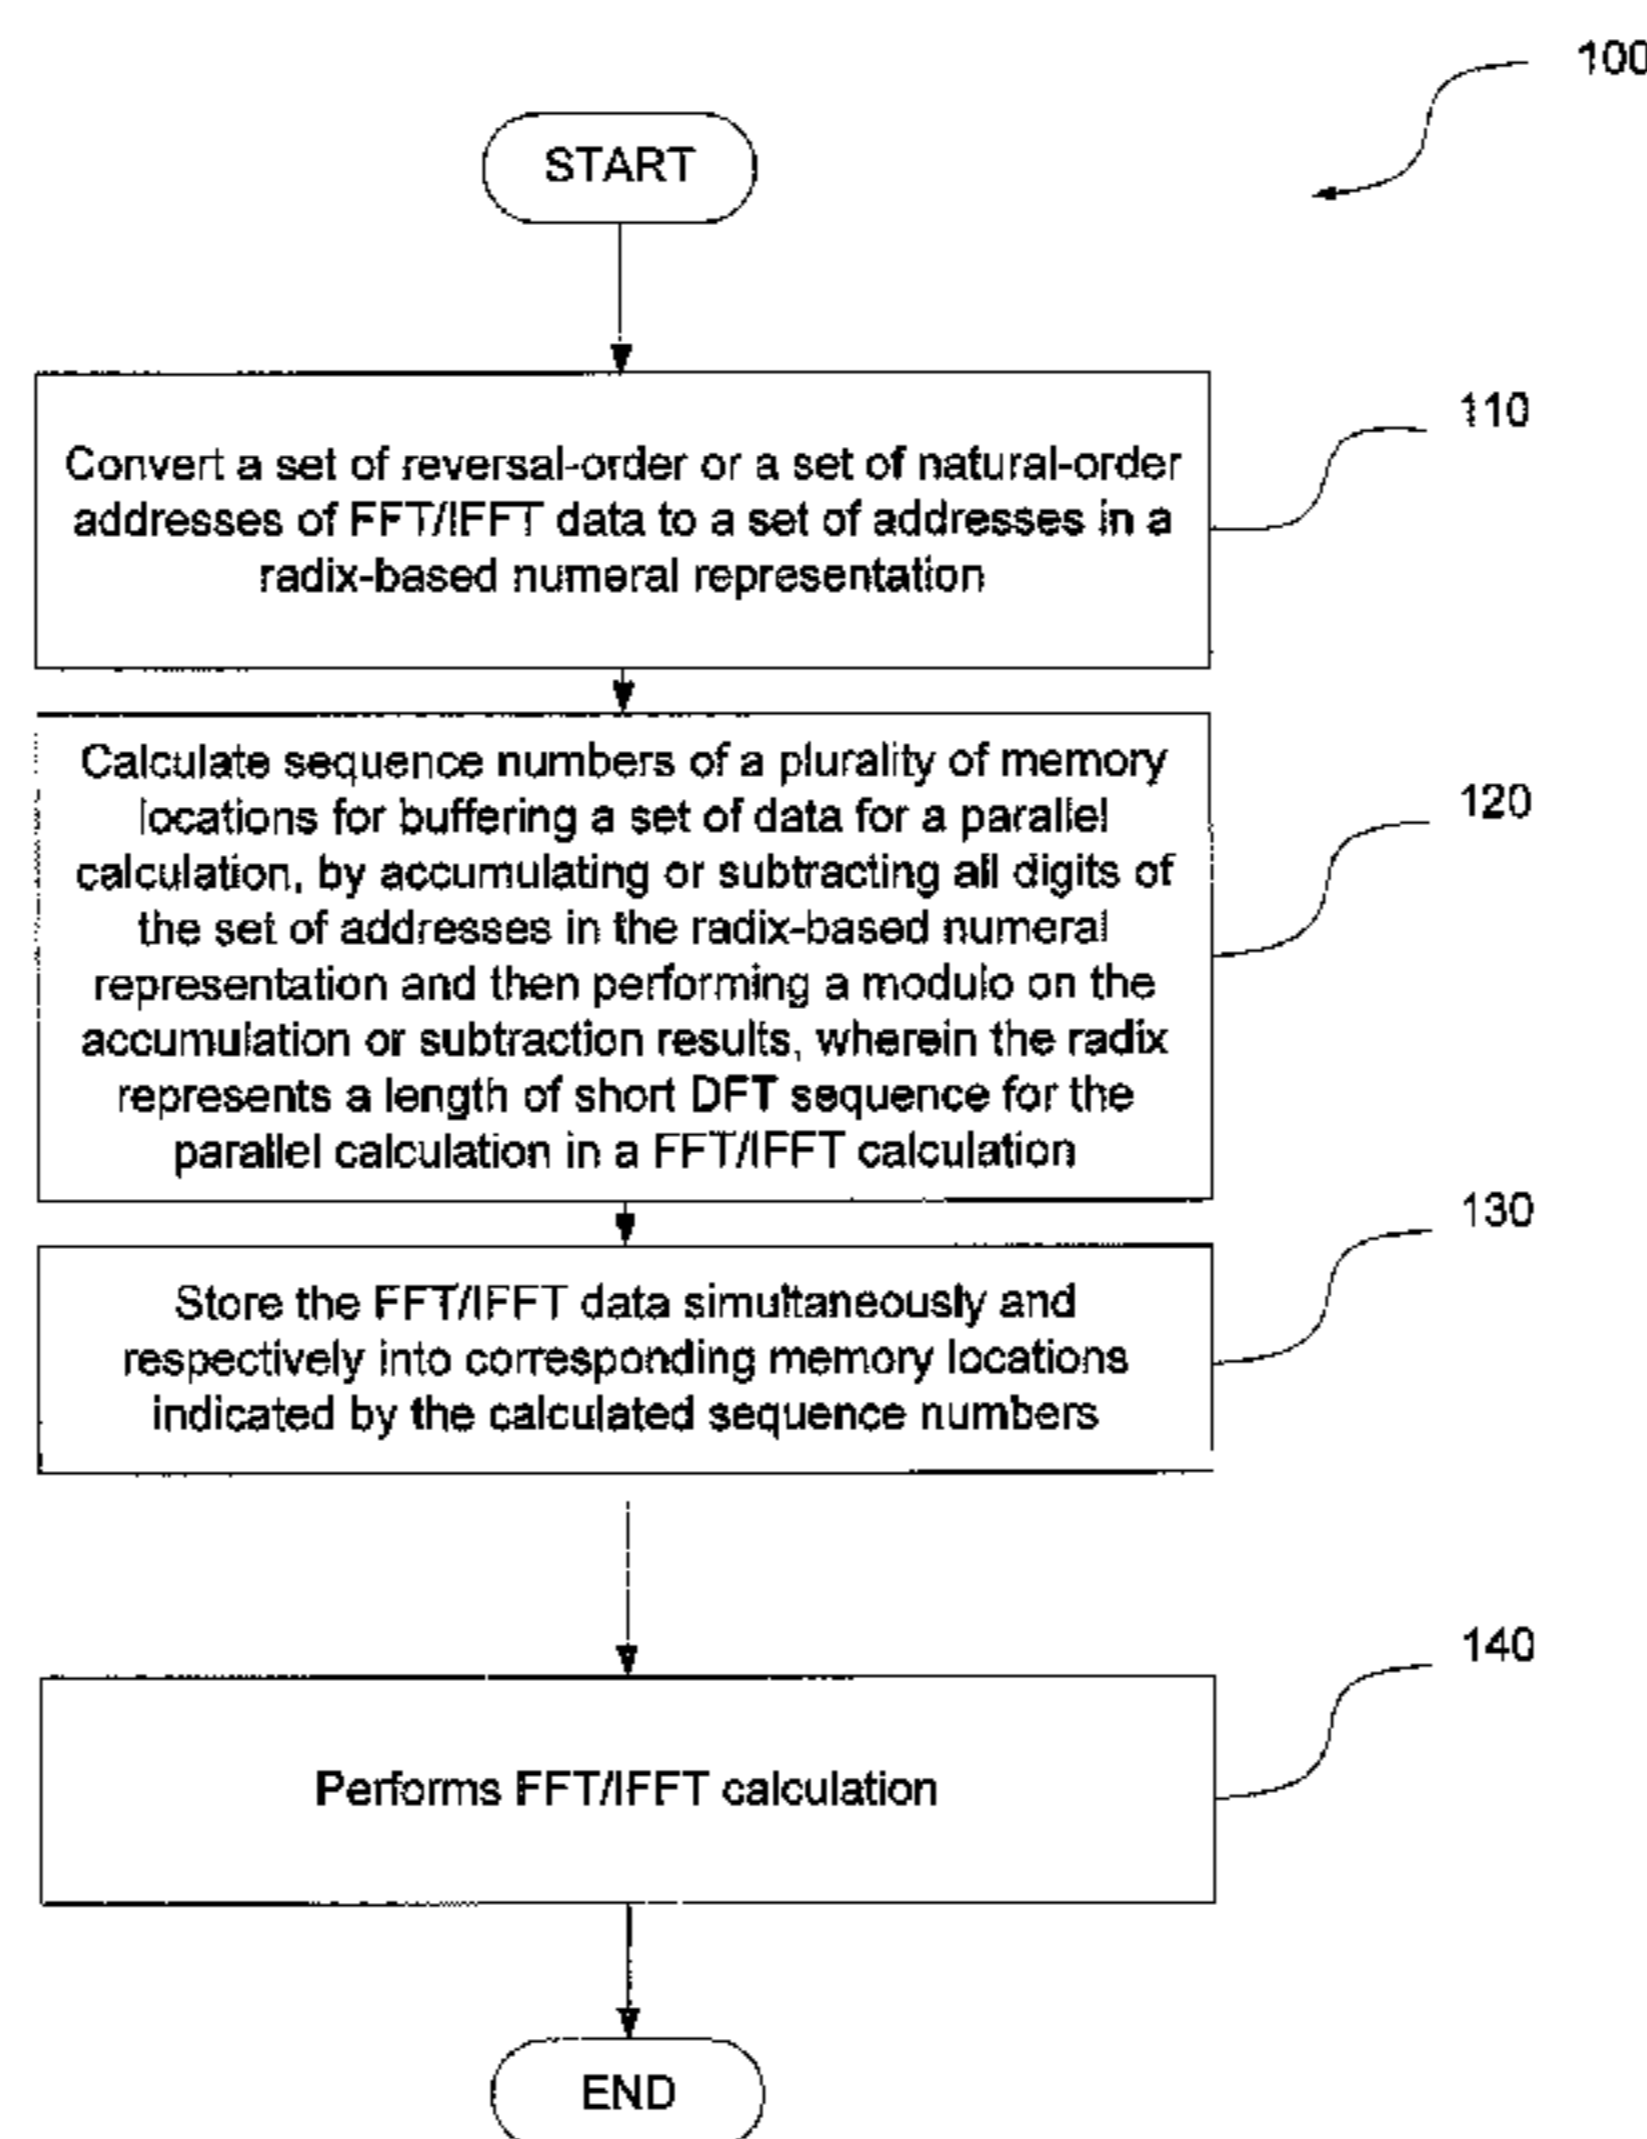 100
START
110
Convert a set of reversal-order or a set of natural-order
addresses of FFT/IFFT data to a set of addresses in a
radix-based numeral representation
120
Calculate sequence numbers of a plurality of memory
locations for buffering a set of data for a parallel
calculation, by accumulating or subtracting all digits of
the set of addresses in the radix-based numeral
representation and then performing a modulo on the
accumulation or subtraction results, wherein the radix
represents a length of short DFT sequence for the
parallel calculation in a FFT/IFFT calculation
130
Store the FFT/IFFT data simultaneously and
respectively into corresponding memory locations
indicated by the calculated sequence numbers
140
Performs FFT/IFFT calculation
END